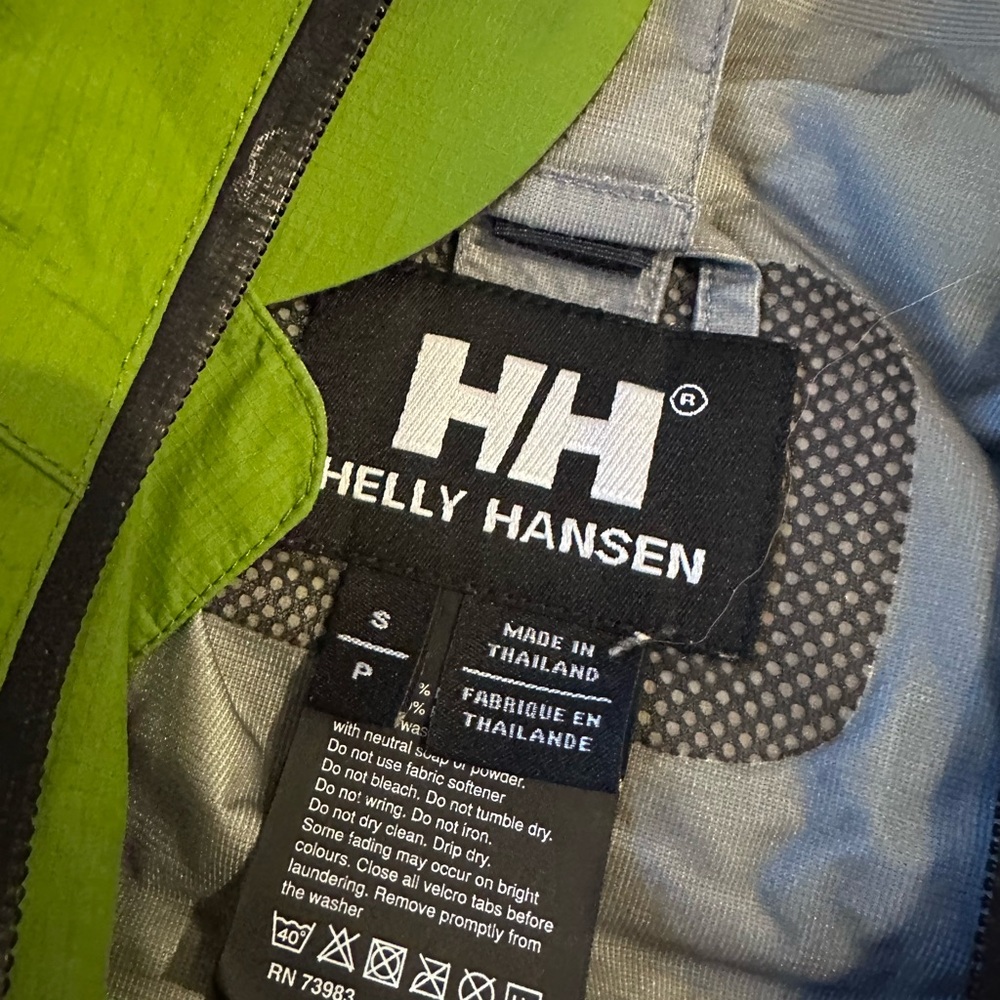 HH®
HELLY HANSEN
S
P
MADE IN
THAILAND
FABRIQUE EN
THAILANDE
%
%
was
with neutral soap or powder.
Do not use fabric softener
Do not bleach. Do not tumble dry.
Do not wring. Do not iron.
Do not dry clean. Drip dry.
Some fading may occur on bright
colours. Close all velcro tabs before
laundering. Remove promptly from
the washer
40°
RN 73983